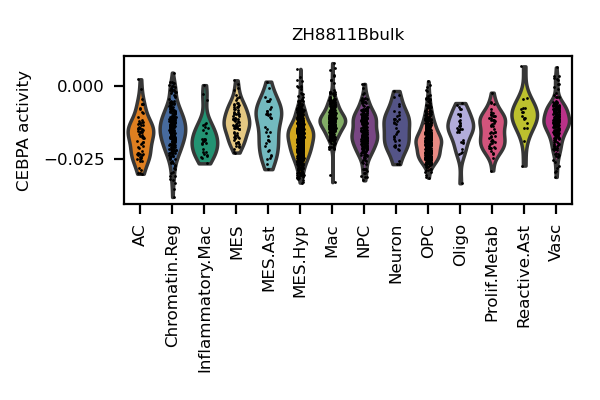 ZH8811Bbulk
CEBPA activity
0.000
−0.025
AC
Chromatin.Reg
Inflammatory.Mac
MES
MES.Ast
MES.Hyp
Mac
NPC
Neuron
OPC
Oligo
Prolif.Metab
Reactive.Ast
Vasc